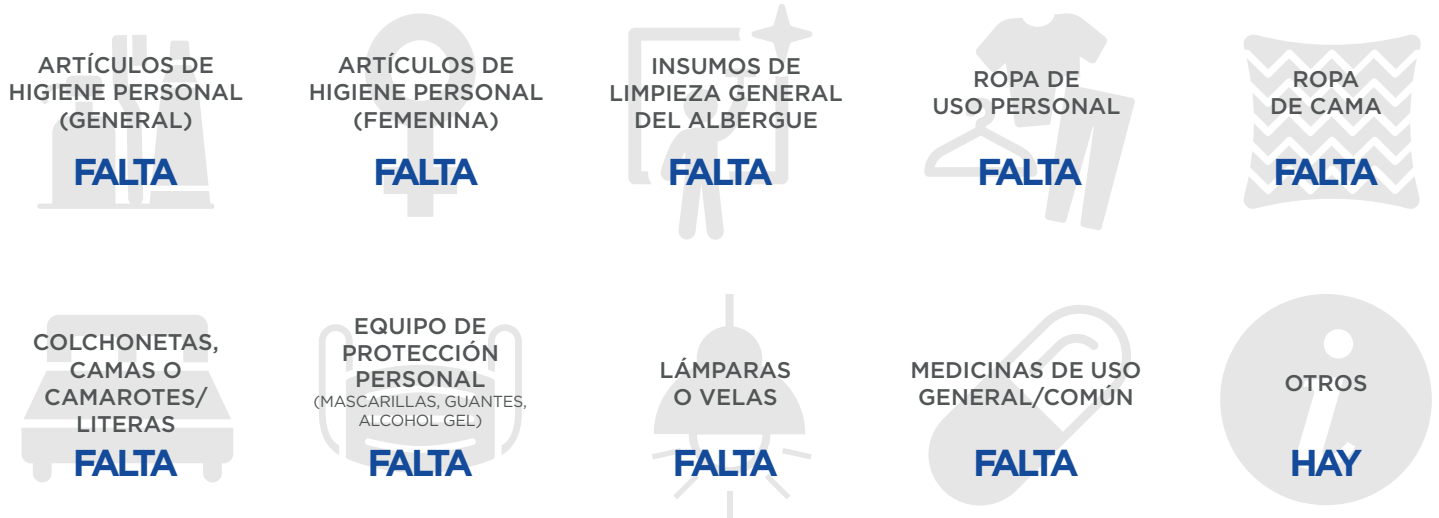 ARTÍCULOS DE
HIGIENE PERSONAL
(GENERAL)
FALTA
ARTÍCULOS DE
HIGIENE PERSONAL
(FEMENINA)
FALTA
INSUMOS DE
LIMPIEZA GENERAL
DEL ALBERGUE
FALTA
ROPA DE
USO PERSONAL
FALTA
ROPA
DE CAMA
FALTA
COLCHONETAS,
CAMAS O
CAMAROTES/
LITERAS
FALTA
EQUIPO DE
PROTECCIÓN
PERSONAL
(MASCARILLAS, GUANTES,
ALCOHOL GEL)
FALTA
LÁMPARAS
O VELAS
FALTA
MEDICINAS DE USO
GENERAL/COMÚN
FALTA
OTROS
HAY